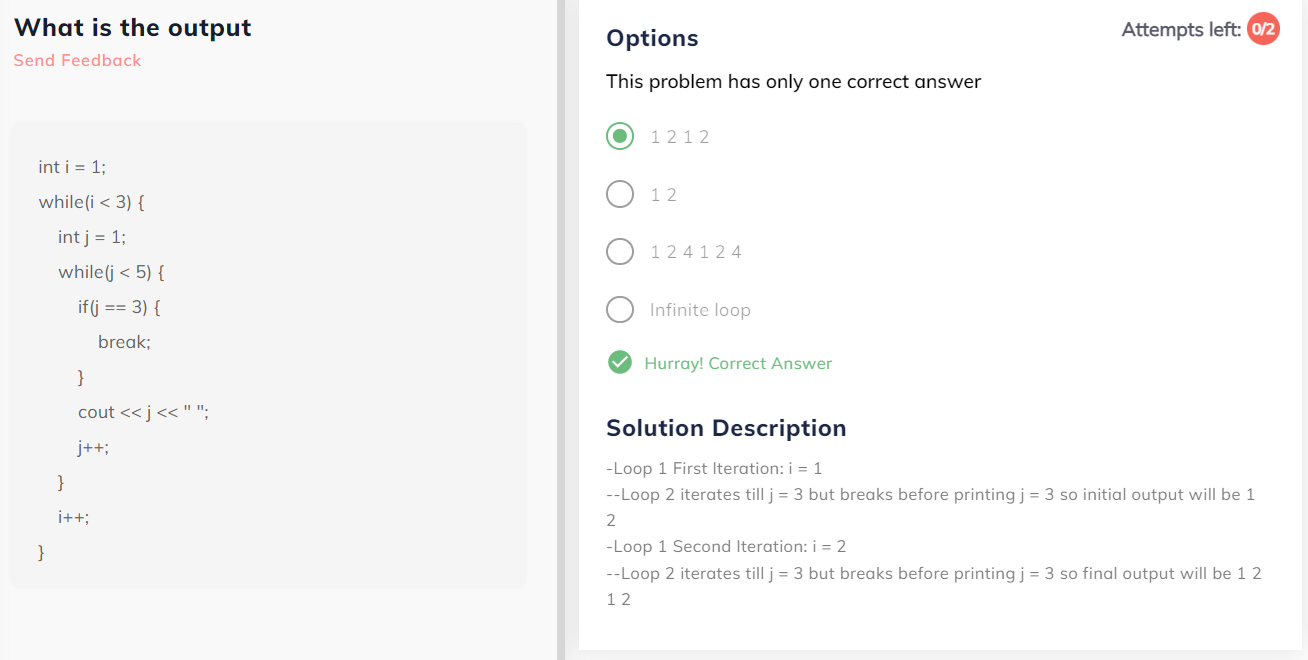 What is the output
Send Feedback
int i = 1;
while(i < 3) {
int j = 1;
while(j < 5) {
if(j == 3) {
break;
}
cout << j << " ";
j++;
}
i++;
}
Options
Attempts left: 0/2
This problem has only one correct answer
1 2 1 2
1 2
1 2 4 1 2 4
Infinite loop
Hurray! Correct Answer
Solution Description
-Loop 1 First Iteration: i = 1
--Loop 2 iterates till j = 3 but breaks before printing j = 3 so initial output will be 1
2
-Loop 1 Second Iteration: i = 2
--Loop 2 iterates till j = 3 but breaks before printing j = 3 so final output will be 1 2
1 2